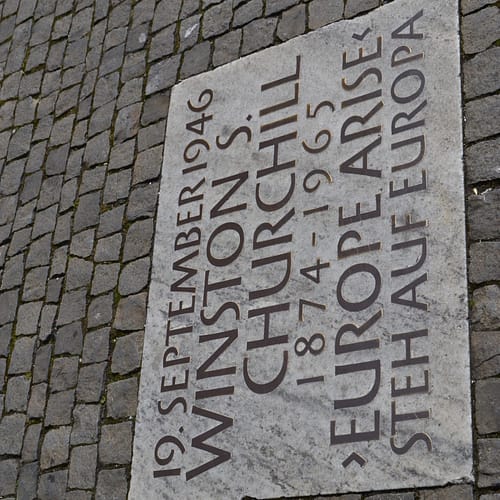 19. SEPTEMBER 1946
WINSTON S.
CHURCHILL
1874-1965
›EUROPE ARISE‹
STEH AUF EUROPA